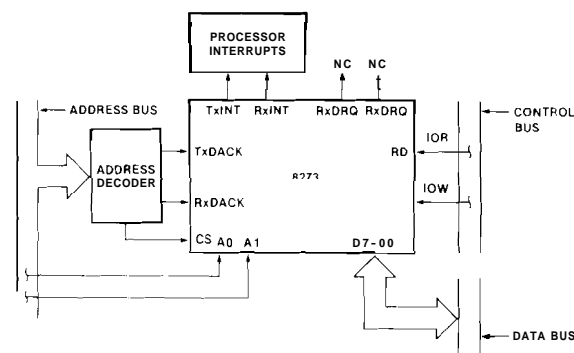 PROCESSOR
INTERRUPTS
NC NC
TxINT RxINT RxDRQ RxDRQ
ADDRESS BUS
CONTROL
BUS
ADDRESS
DECODER
TxDACK
RD
IOR
8273
RxDACK
IOW
CS A0 A1
D7-00
DATA BUS